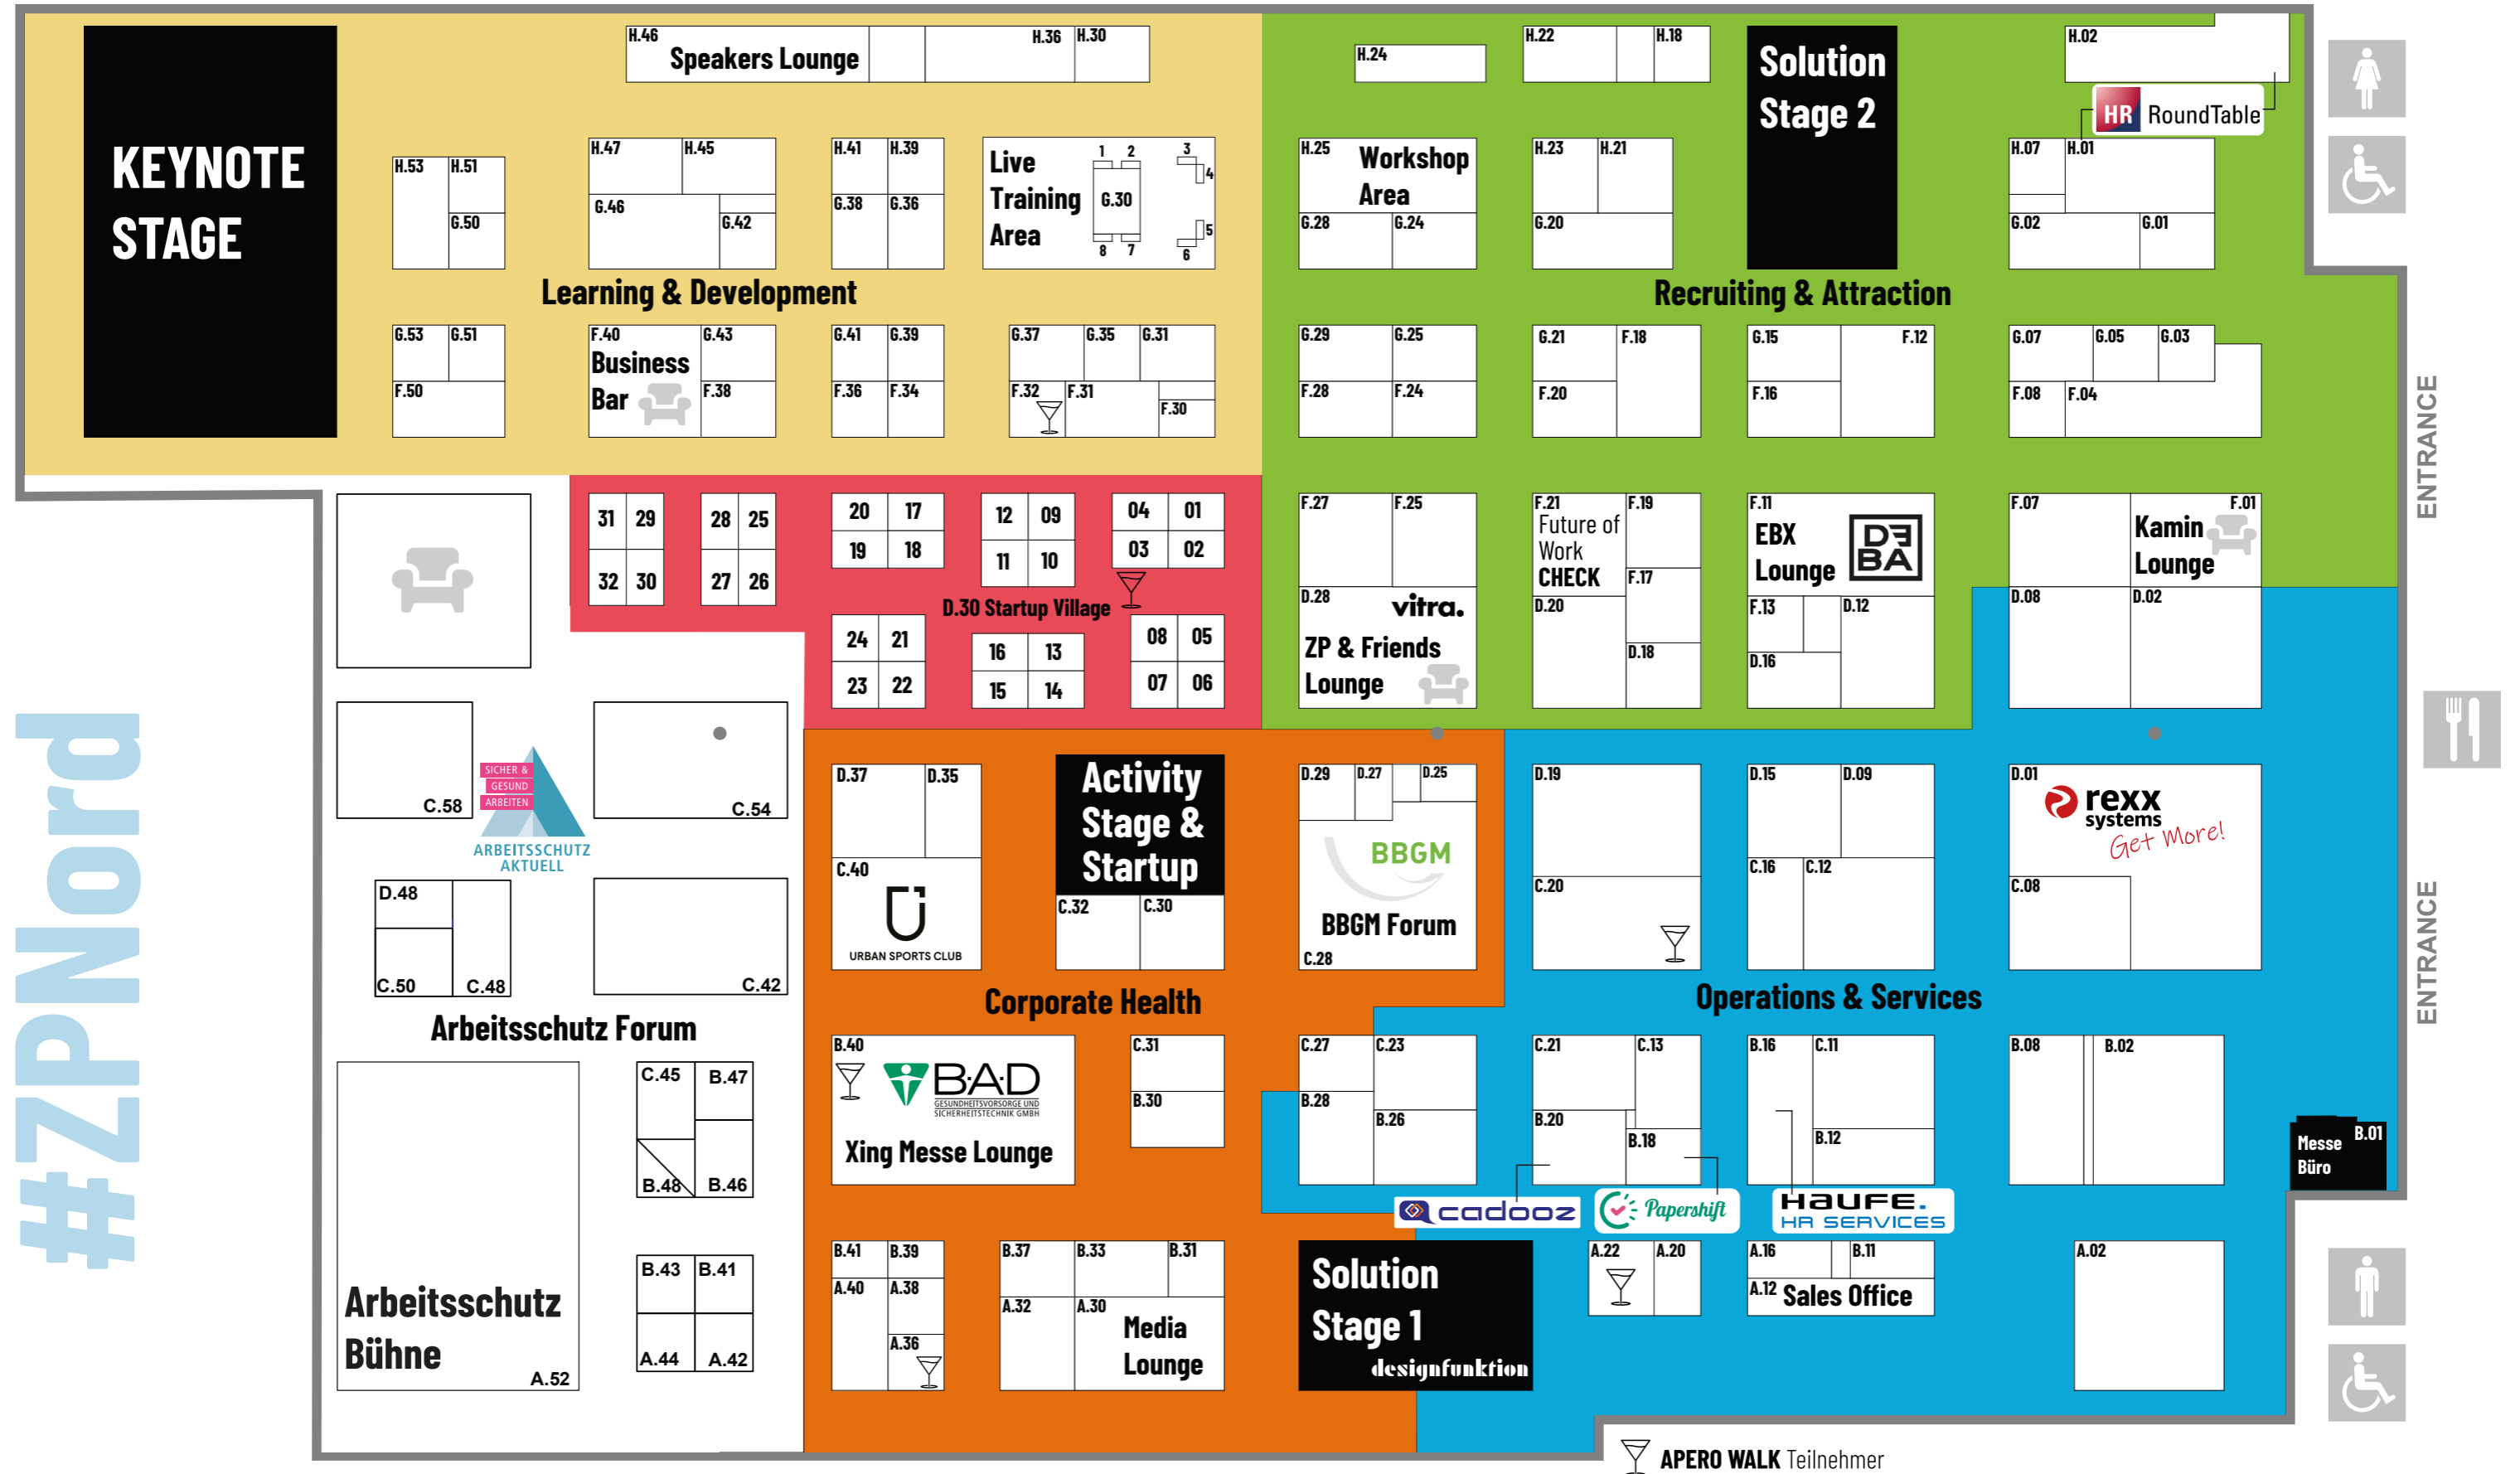 H.46
Speakers Lounge
H.36
H.30
H.24
H.22
H.18
Solution
Stage 2
H.02
HR RoundTable
KEYNOTE
STAGE
H.53
H.51
G.50
H.47
H.45
G.46
G.42
H.41
H.39
G.38
G.36
Live
Training
Area
1
2
3
4
G.30
5
6
7
8
H.25
Workshop
Area
G.28
G.24
H.23
H.21
G.20
H.07
H.01
G.02
G.01
Learning & Development
Recruiting & Attraction
G.53
G.51
F.50
F.40
Business
Bar
G.43
F.38
G.41
G.39
F.36
F.34
G.37
G.35
G.31
F.32
F.31
F.30
G.29
G.25
F.28
F.24
G.21
F.18
F.20
G.15
F.12
F.16
G.07
G.05
G.03
F.08
F.04
ENTRANCE
31
29
32
30
28
25
27
26
20
17
19
18
12
09
11
10
04
01
03
02
D.30 Startup Village
24
21
23
22
16
13
15
14
08
05
07
06
F.27
F.25
D.28
vitra.
ZP & Friends
Lounge
F.21
Future of
Work
CHECK
F.19
F.17
D.20
D.18
F.11
EBX
Lounge
DEBA
F.13
D.12
D.16
F.07
F.01
Kamin
Lounge
D.08
D.02
#ZPNord
C.58
SICHER &
GESUND
ARBEITEN
ARBEITSSCHUTZ
AKTUELL
C.54
D.48
C.50
C.48
C.42
Arbeitsschutz Forum
D.37
D.35
C.40
URBAN SPORTS CLUB
Activity
Stage &
Startup
C.32
C.30
D.29
D.27
D.25
BBGM
BBGM Forum
C.28
Corporate Health
D.19
C.20
D.15
D.09
C.16
C.12
D.01
rexx
systems
Get More!
C.08
Operations & Services
ENTRANCE
Arbeitsschutz
Bühne
A.52
C.45
B.47
B.48
B.46
B.43
B.41
A.44
A.42
B.40
B·A·D
GESUNDHEITSVORSORGE UND
SICHERHEITSTECHNIK GMBH
Xing Messe Lounge
C.31
B.30
C.27
C.23
B.28
B.26
C.21
C.13
B.20
B.18
B.16
C.11
B.12
B.08
B.02
Messe
Büro
B.01
cadooz
Papershift
HAUFE.
HR SERVICES
B.41
B.39
A.40
A.38
A.36
B.37
B.33
B.31
A.32
A.30
Media
Lounge
Solution
Stage 1
designfunktion
A.22
A.20
A.16
B.11
A.12
Sales Office
A.02
APERO WALK Teilnehmer